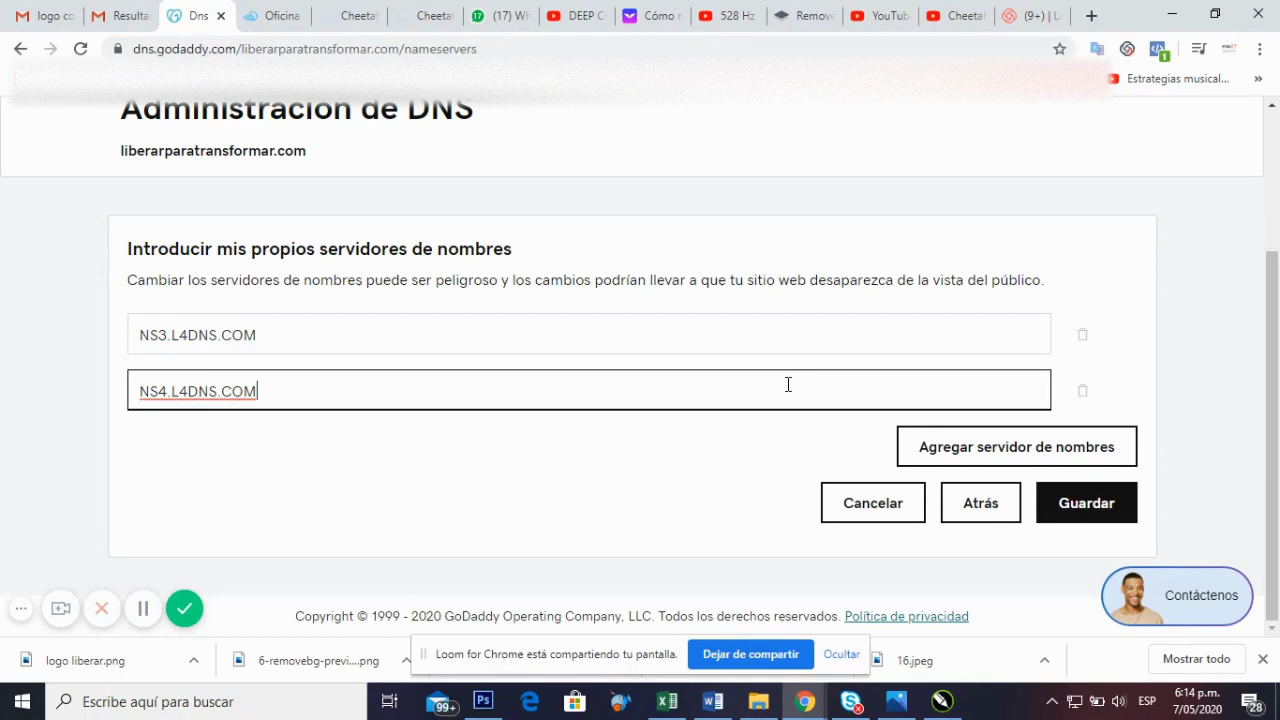 logo co
Resulta
Dns
Oficina
Cheeta
Cheeta
(17) W
DEEP C
Cómo r
528 Hz
Remove
YouTub
Cheeta
(9+) L
dns.godaddy.com/liberarparatransformar.com/nameservers
1
Estrategias musical...
Administración de DNS
liberarparatransformar.com
Introducir mis propios servidores de nombres
Cambiar los servidores de nombres puede ser peligroso y los cambios podrían llevar a que tu sitio web desaparezca de la vista del público.
NS3.L4DNS.COM
NS4.L4DNS.COM
Agregar servidor de nombres
Cancelar
Atrás
Guardar
Contáctenos
Copyright © 1999 - 2020 GoDaddy Operating Company, LLC. Todos los derechos reservados. Política de privacidad
logo liberar.png
6-removebg-previ....png
Loom for Chrome está compartiendo tu pantalla.
Dejar de compartir
Ocultar
16.jpeg
Mostrar todo
Escribe aquí para buscar
99+
Ps
ESP
6:14 p.m.
7/05/2020
28